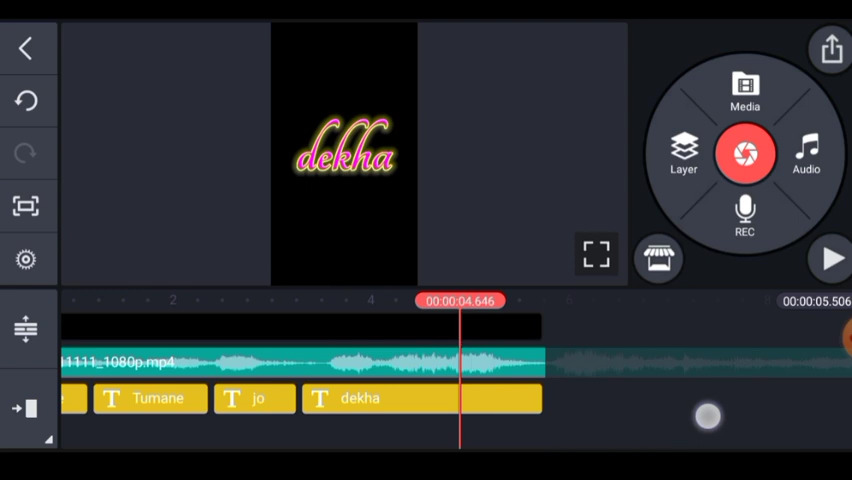 dekha
Media
Layer
Audio
REC
2
4
00:00:04.646
00:00:05.506
11111_1080p.mp4
Tumane
jo
dekha